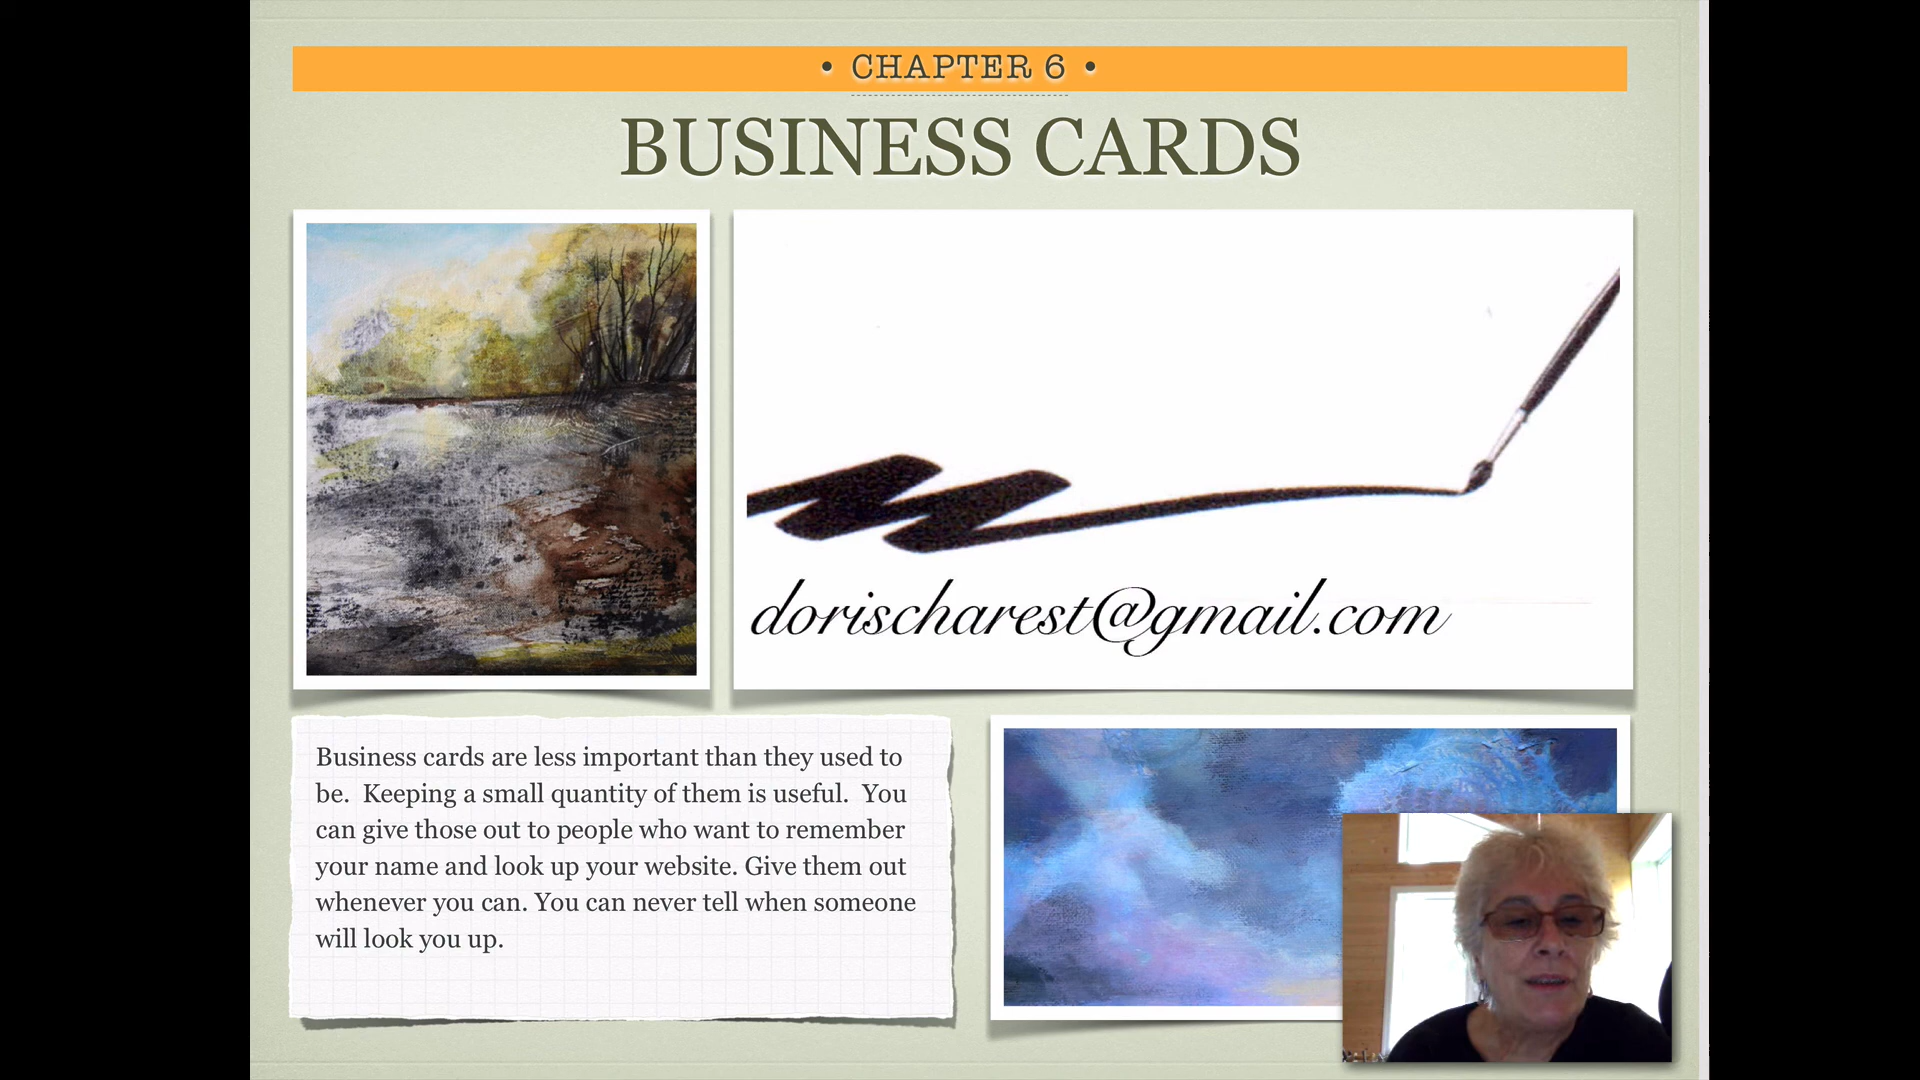 • CHAPTER 6 •
BUSINESS CARDS
dorischarest@gmail.com
Business cards are less important than they used to
be.  Keeping a small quantity of them is useful.  You
can give those out to people who want to remember
your name and look up your website. Give them out
whenever you can. You can never tell when someone
will look you up.